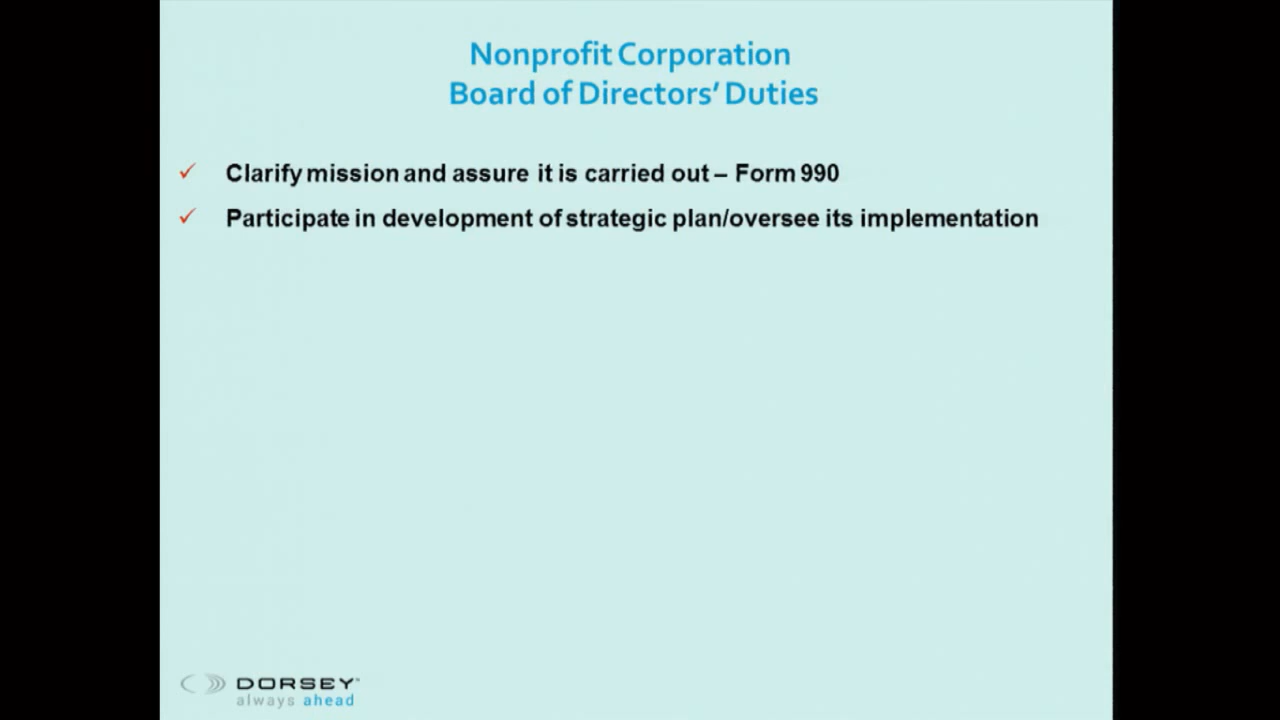 Nonprofit Corporation
Board of Directors' Duties
✓ Clarify mission and assure it is carried out – Form 990
✓ Participate in development of strategic plan/oversee its implementation
DORSEY
always ahead